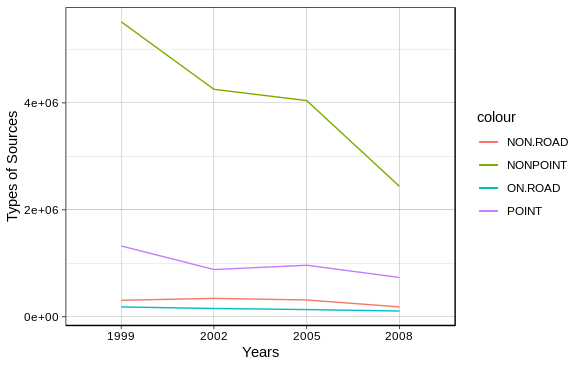 Types of Sources
4e+06
2e+06
0e+00
1999 2002 2005 2008
Years
colour
NON.ROAD
NONPOINT
ON.ROAD
POINT